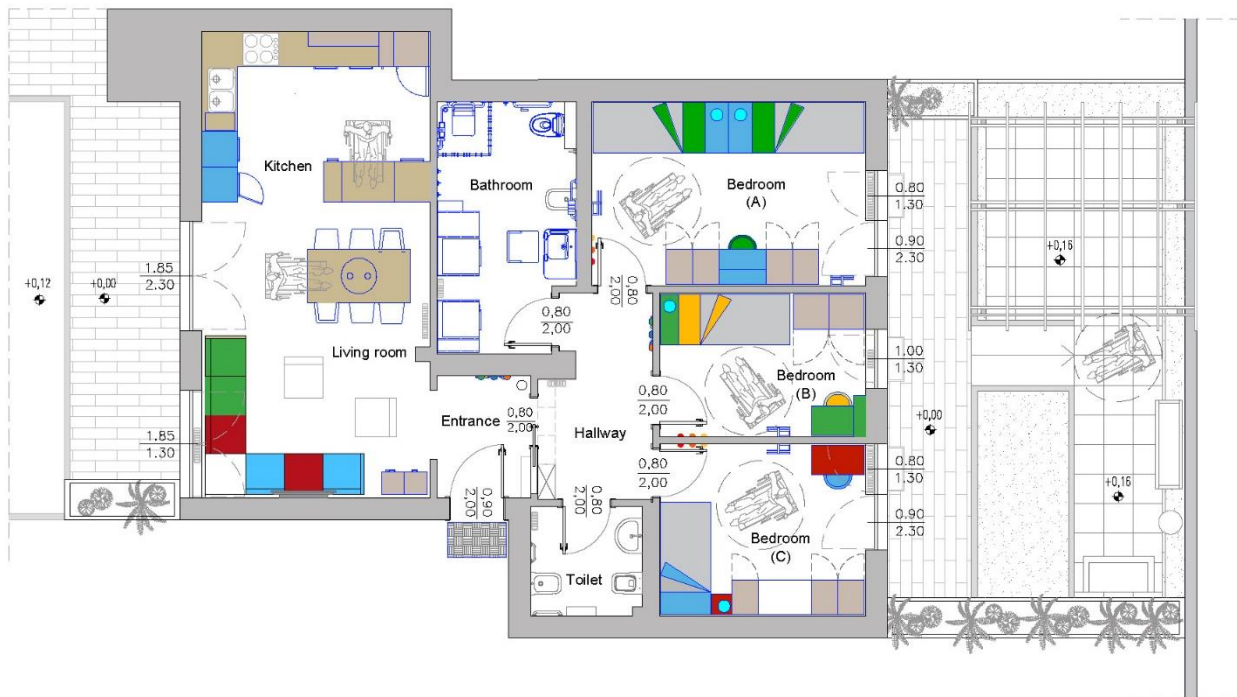 Kitchen
Bathroom
Bedroom
(A)
0.80
1.30
0.90
2.30
+0,16
+0,12
+0,00
1.85
2.30
0,80
2,00
0,80
2,00
Living room
1.00
1.30
Bedroom
(B)
0,80
2,00
Entrance
0,80
2,00
Hallway
+0,00
1.85
1.30
0,80
2,00
0.80
1.30
0,90
2,00
0,80
2,00
+0,16
0.90
2.30
Bedroom
(C)
Toilet